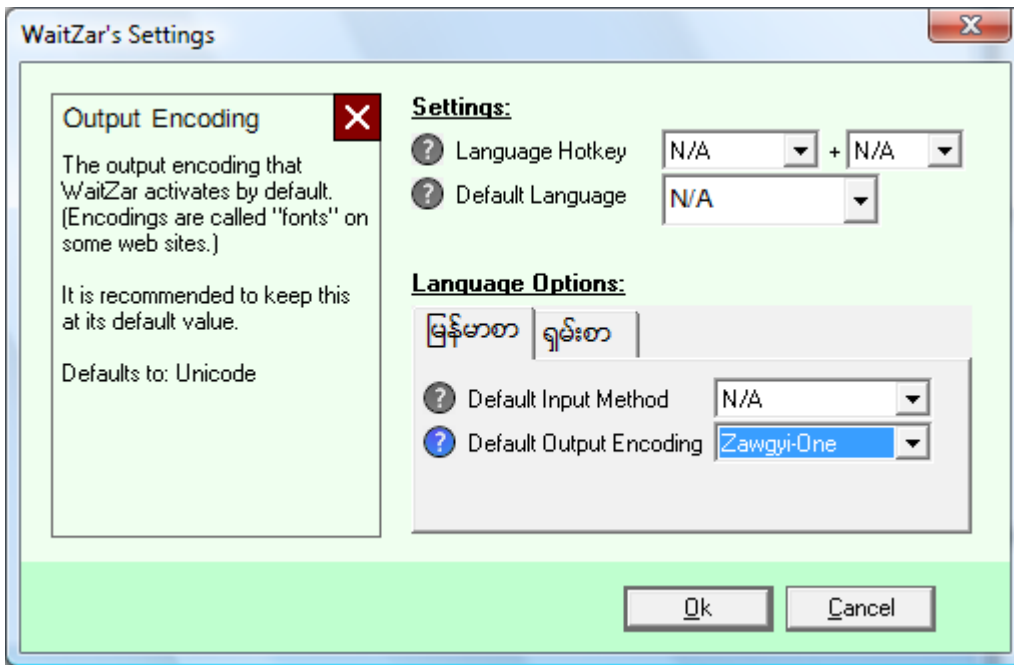 WaitZar's Settings
Output Encoding
The output encoding that
WaitZar activates by default.
(Encodings are called "fonts" on
some web sites.)
It is recommended to keep this
at its default value.
Defaults to: Unicode
Settings:
Language Hotkey N/A + N/A
Default Language N/A
Language Options:
မြန်မာစာ ရှမ်းစာ
Default Input Method N/A
Default Output Encoding Zawgyi-One
Ok Cancel